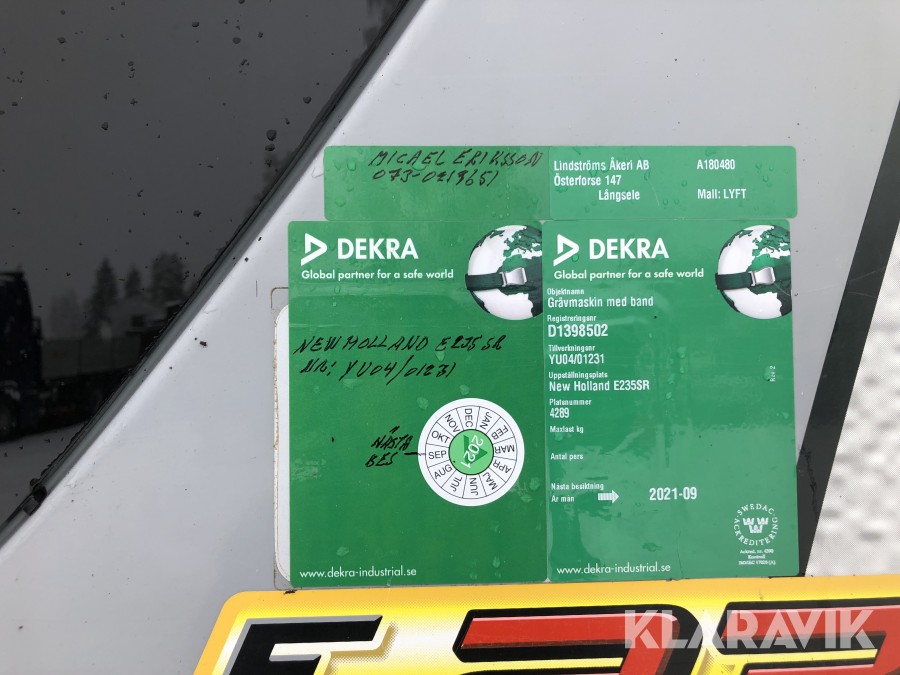 MICAEL ERIKSSON
073-0219651
Lindströms Åkeri AB A180480
Österforse 147
Långsele Mall: LYFT
DEKRA
Global partner for a safe world
NEW HOLLAND E235SR
NR: YU04/01231
NÄSTA
BES
JAN
FEB
MAR
APR
MAJ
JUN
JUL
AUG
SEP
OKT
NOV
DEC
2021
www.dekra-industrial.se
DEKRA
Global partner for a safe world
Objektnamn
Grävmaskin med band
Registreringsnr
D1398502
Tillverkningsnr
YU04/01231
Uppställningsplats
New Holland E235SR
Platsnummer
4289
Maxlast kg
Antal pers
Nästa besiktning
År mån 2021-09
SWEDAC
ACKREDITERING
www.dekra-industrial.se
KLARAVIK